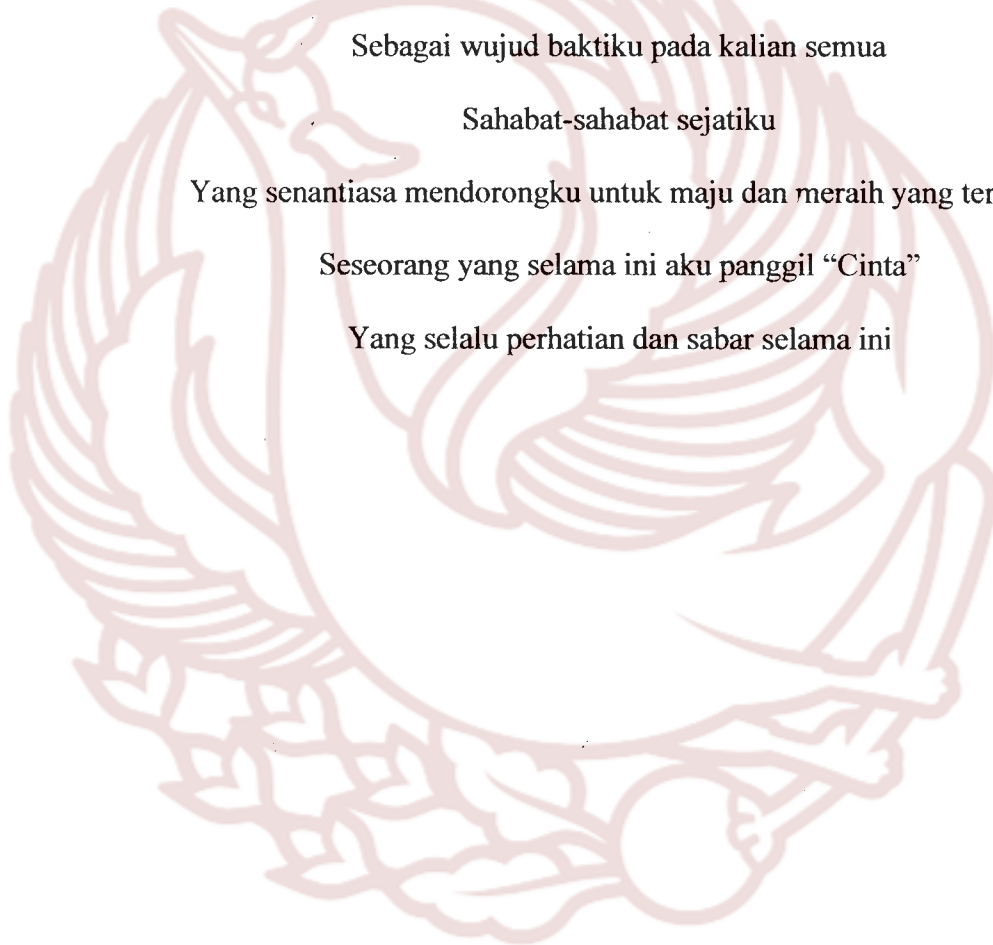 Sebagai wujud baktiku pada kalian semua
Sahabat-sahabat sejatiku
Yang senantiasa mendorongku untuk maju dan meraih yang
Seseorang yang selama ini aku panggil “Cinta”
Yang selalu perhatian dan sabar selama ini